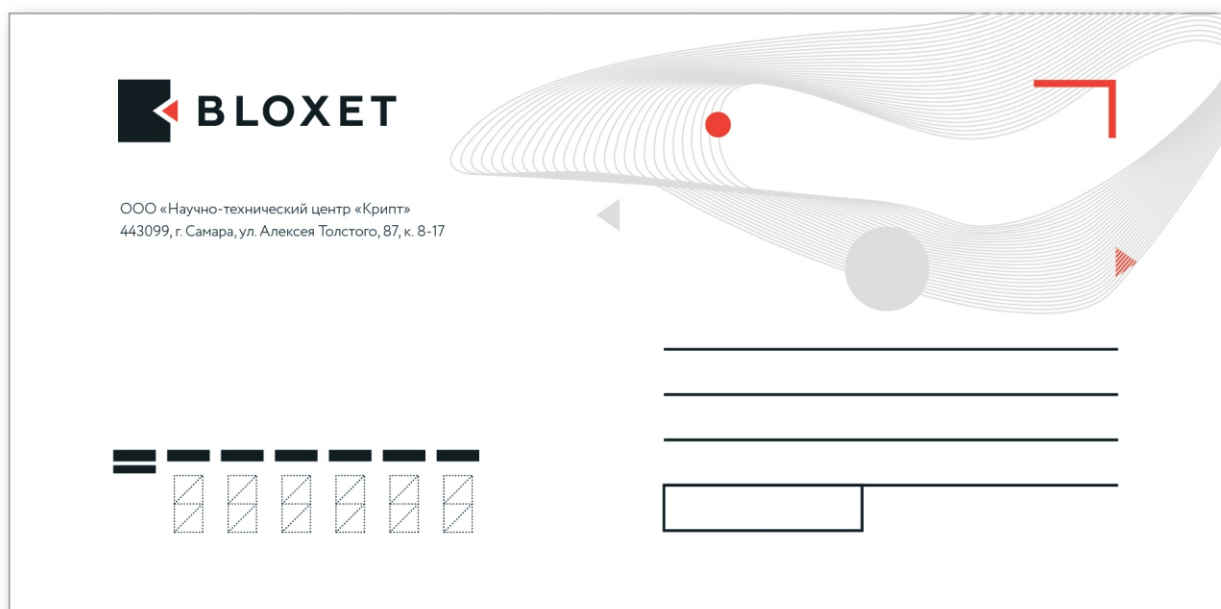 BLOXET
ООО «Научно-технический центр «Крипт»
443099, г. Самара, ул. Алексея Толстого, 87, к. 8-17